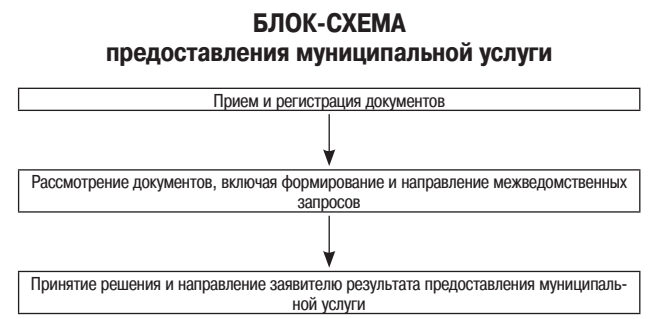 БЛОК-СХЕМА
предоставления муниципальной услуги
Прием и регистрация документов
Рассмотрение документов, включая формирование и направление межведомственных
запросов
Принятие решения и направление заявителю результата предоставления муниципаль-
ной услуги